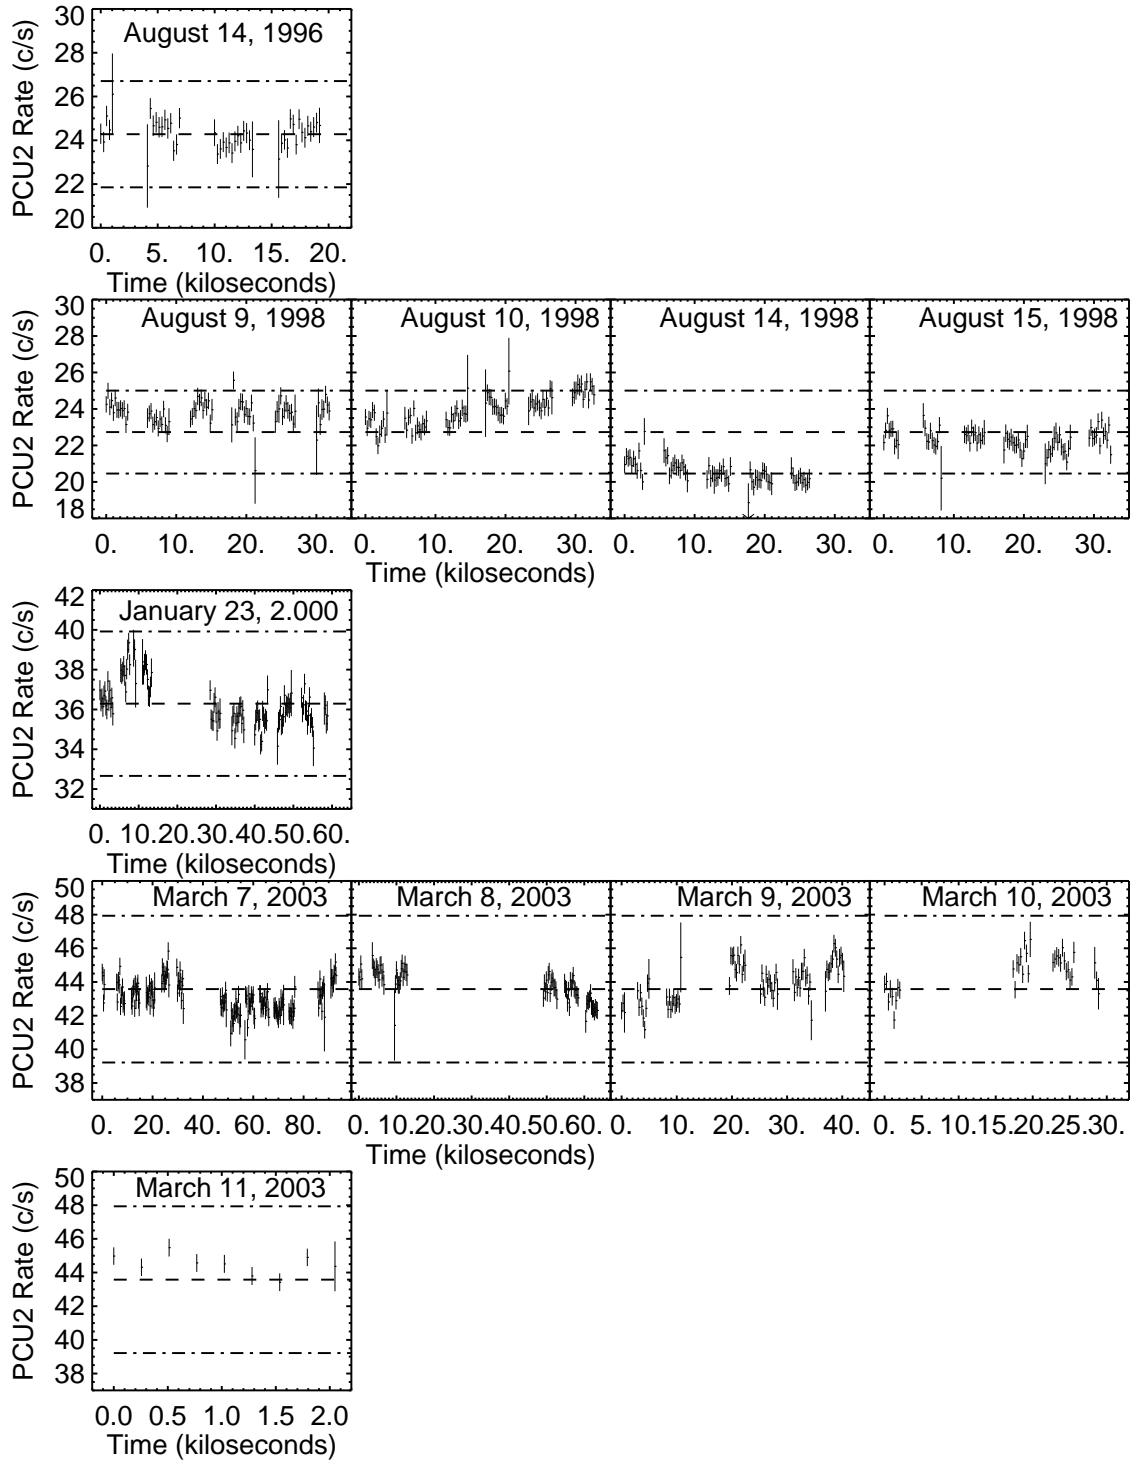 PCU2 Rate (c/s)
30
28
26
24
22
20
August 14, 1996
0. 5. 10. 15. 20.
Time (kiloseconds)
PCU2 Rate (c/s)
30
28
26
24
22
20
18
August 9, 1998
August 10, 1998
August 14, 1998
August 15, 1998
0. 10. 20. 30.
0. 10. 20. 30.
0. 10. 20. 30.
0. 10. 20. 30.
Time (kiloseconds)
PCU2 Rate (c/s)
42
40
38
36
34
32
January 23, 2.000
0. 10.20.30.40.50.60.
Time (kiloseconds)
PCU2 Rate (c/s)
50
48
46
44
42
40
38
March 7, 2003
March 8, 2003
March 9, 2003
March 10, 2003
0. 20. 40. 60. 80.
0. 10.20.30.40.50.60.
0. 10. 20. 30. 40.
0. 5. 10.15.20.25.30.
Time (kiloseconds)
PCU2 Rate (c/s)
50
48
46
44
42
40
38
March 11, 2003
0.0 0.5 1.0 1.5 2.0
Time (kiloseconds)